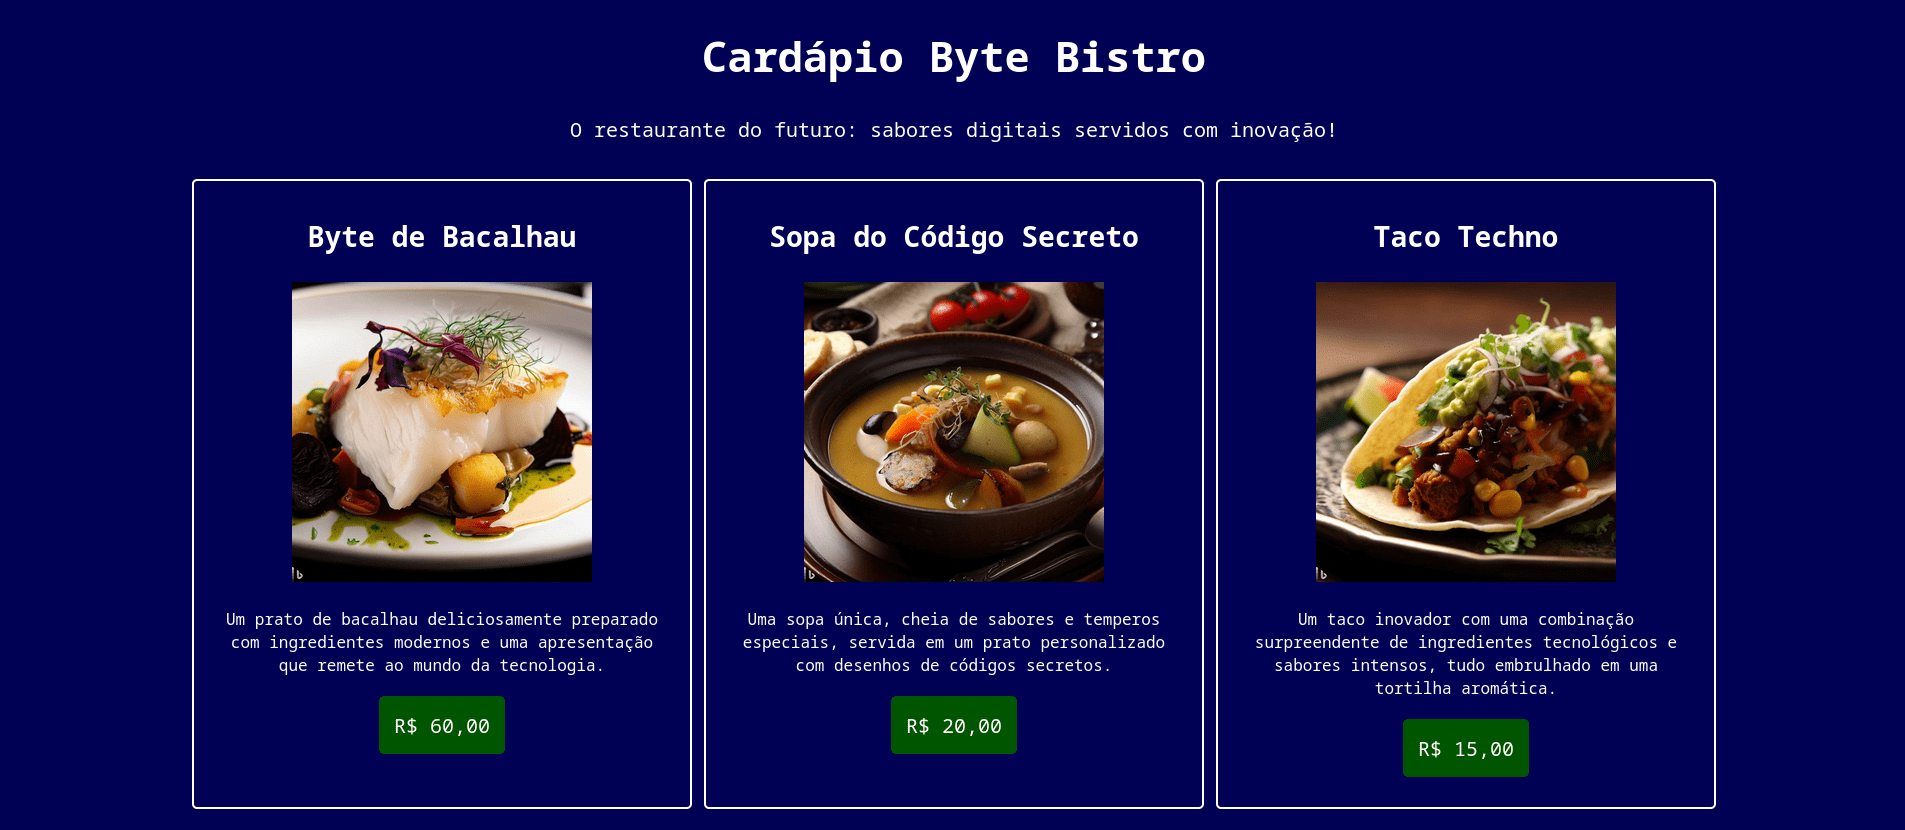 Cardápio Byte Bistro
O restaurante do futuro: sabores digitais servidos com inovação!
Byte de Bacalhau
Um prato de bacalhau deliciosamente preparado
com ingredientes modernos e uma apresentação
que remete ao mundo da tecnologia.
R$ 60,00
Sopa do Código Secreto
Uma sopa única, cheia de sabores e temperos
especiais, servida em um prato personalizado
com desenhos de códigos secretos.
R$ 20,00
Taco Techno
Um taco inovador com uma combinação
surpreendente de ingredientes tecnológicos e
sabores intensos, tudo embrulhado em uma
tortilha aromática.
R$ 15,00